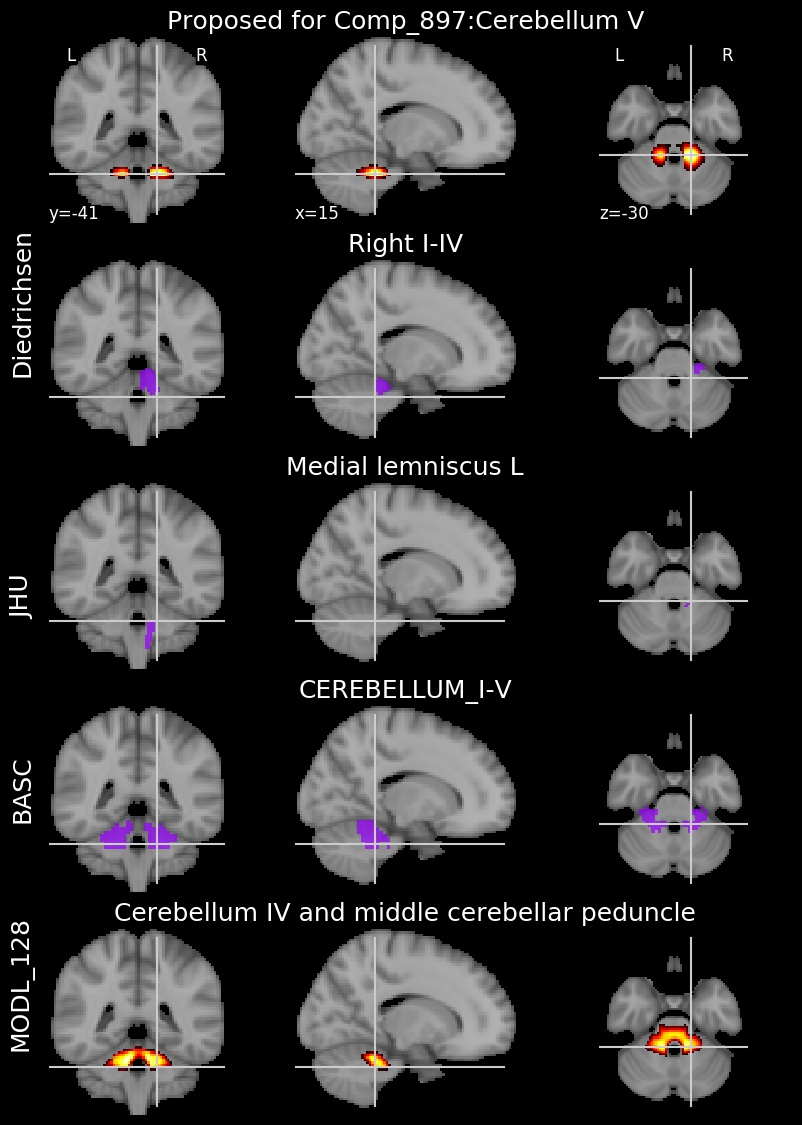 Proposed for Comp_897:Cerebellum V
L R L R
y=-41 x=15 z=-30
Diedrichsen
Right I-IV
JHU
Medial lemniscus L
BASC
CEREBELLUM_I-V
MODL_128
Cerebellum IV and middle cerebellar peduncle